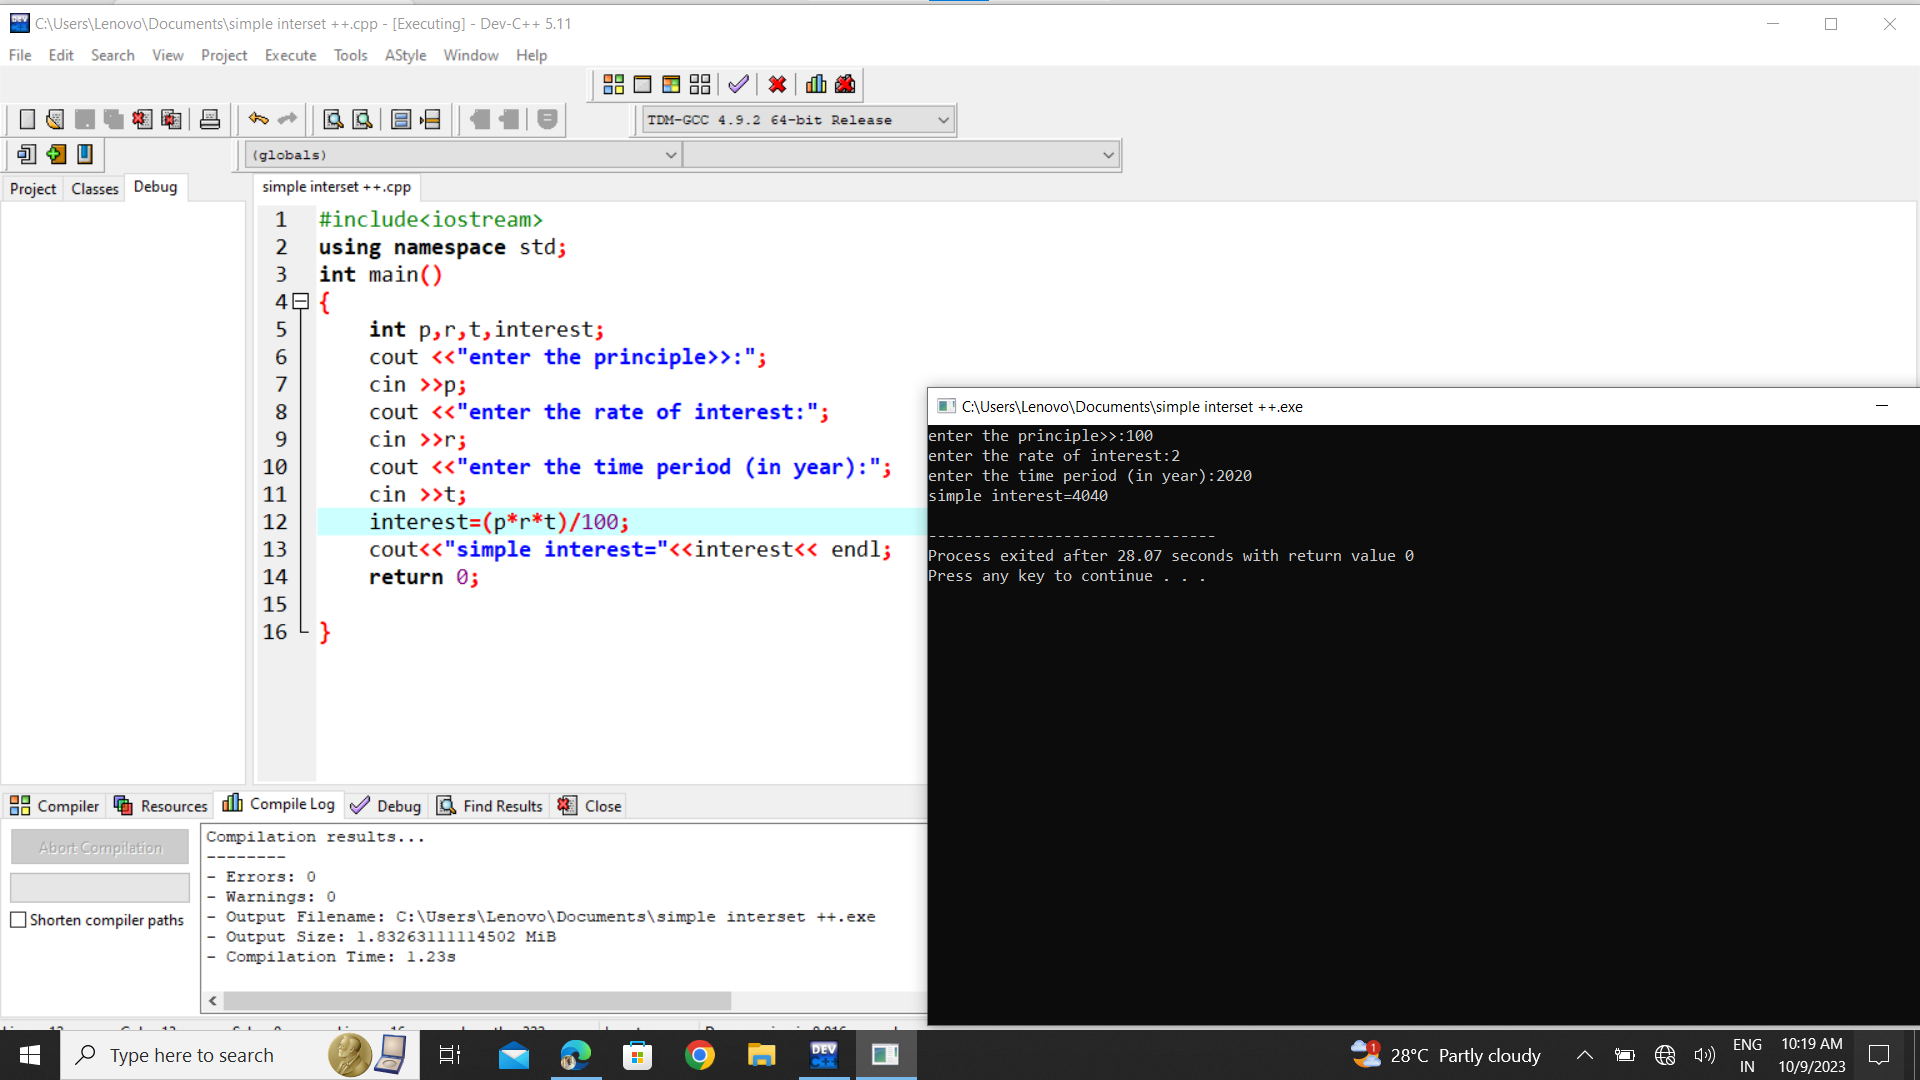 C:\Users\Lenovo\Documents\simple interset ++.cpp - [Executing] - Dev-C++ 5.11
File Edit Search View Project Execute Tools AStyle Window Help
TDM-GCC 4.9.2 64-bit Release
(globals)
Project Classes Debug
simple interset ++.cpp
1 #include<iostream>
2 using namespace std;
3 int main()
4 {
5 int p,r,t,interest;
6 cout <<"enter the principle>>:";
7 cin >>p;
8 cout <<"enter the rate of interest:";
9 cin >>r;
10 cout <<"enter the time period (in year):";
11 cin >>t;
12 interest=(p*r*t)/100;
13 cout<<"simple interest="<<interest<< endl;
14 return 0;
15
16 }
C:\Users\Lenovo\Documents\simple interset ++.exe
enter the principle>>:100
enter the rate of interest:2
enter the time period (in year):2020
simple interest=4040
--------------------------------
Process exited after 28.07 seconds with return value 0
Press any key to continue . . .
Compiler Resources Compile Log Debug Find Results Close
Abort Compilation
Shorten compiler paths
Compilation results...
--------
- Errors: 0
- Warnings: 0
- Output Filename: C:\Users\Lenovo\Documents\simple interset ++.exe
- Output Size: 1.83263111114502 MiB
- Compilation Time: 1.23s
Type here to search
DEV
1
28°C Partly cloudy
ENG
IN
10:19 AM
10/9/2023